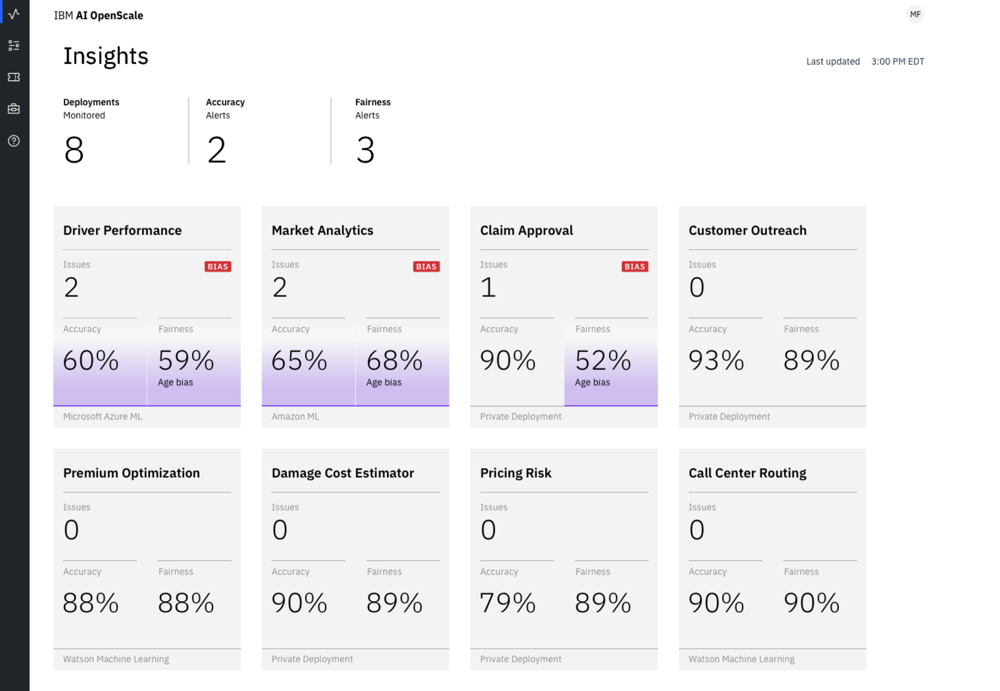 IBM AI OpenScale
MF
Insights
Last updated 3:00 PM EDT
Deployments
Monitored
8
Accuracy
Alerts
2
Fairness
Alerts
3
Driver Performance
Issues
BIAS
2
Accuracy Fairness
60% 59%
Age bias
Microsoft Azure ML
Market Analytics
Issues
BIAS
2
Accuracy Fairness
65% 68%
Age bias
Amazon ML
Claim Approval
Issues
BIAS
1
Accuracy Fairness
90% 52%
Age bias
Private Deployment
Customer Outreach
Issues
0
Accuracy Fairness
93% 89%
Private Deployment
Premium Optimization
Issues
0
Accuracy Fairness
88% 88%
Watson Machine Learning
Damage Cost Estimator
Issues
0
Accuracy Fairness
90% 89%
Private Deployment
Pricing Risk
Issues
0
Accuracy Fairness
79% 89%
Private Deployment
Call Center Routing
Issues
0
Accuracy Fairness
90% 90%
Watson Machine Learning